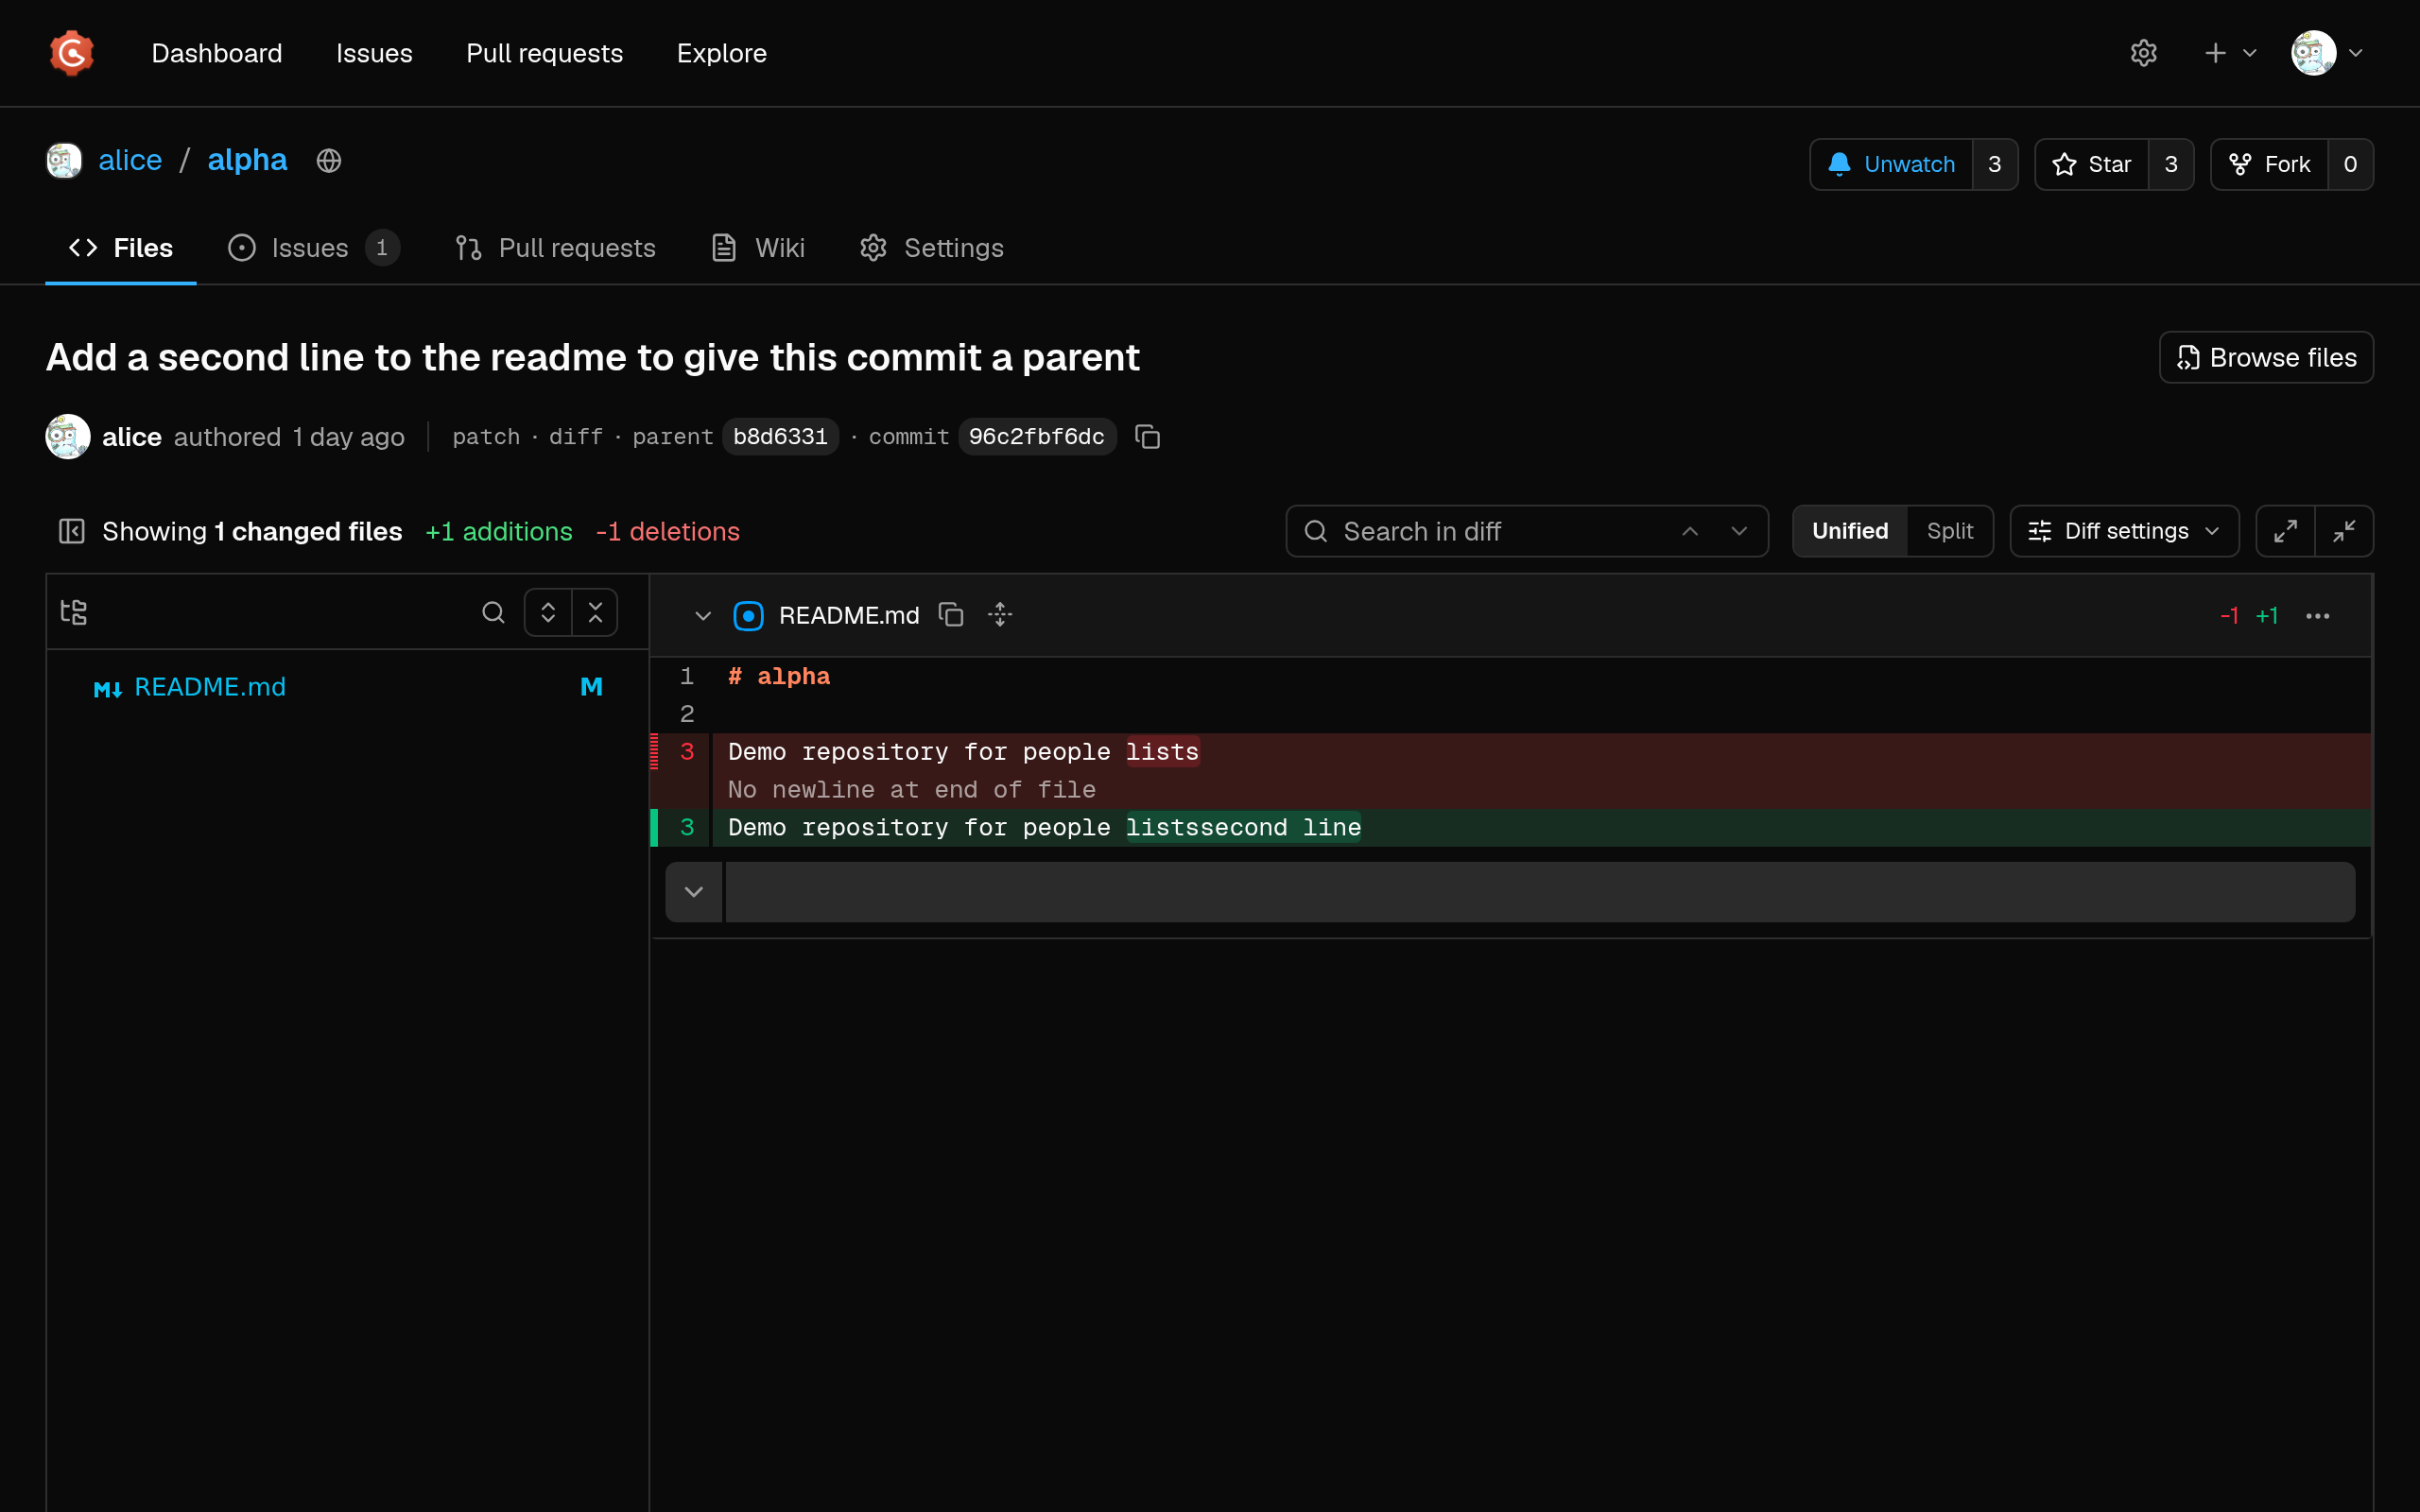 Dashboard Issues Pull requests Explore
alice / alpha
Unwatch 3 Star 3 Fork 0
Files Issues 1 Pull requests Wiki Settings
Add a second line to the readme to give this commit a parent
Browse files
alice authored 1 day ago patch · diff · parent b8d6331 · commit 96c2fbf6dc
Showing 1 changed files +1 additions -1 deletions
Search in diff Unified Split Diff settings
README.md M
README.md -1 +1
1 # alpha
2
3 Demo repository for people lists
No newline at end of file
3 Demo repository for people listssecond line